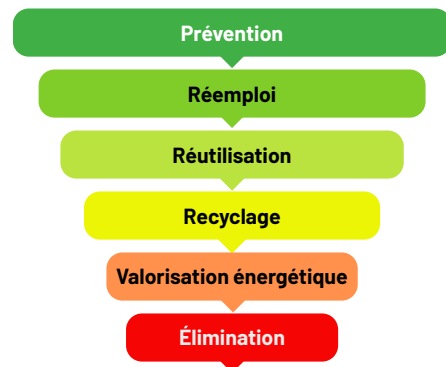 Prévention
Réemploi
Réutilisation
Recyclage
Valorisation énergétique
Élimination